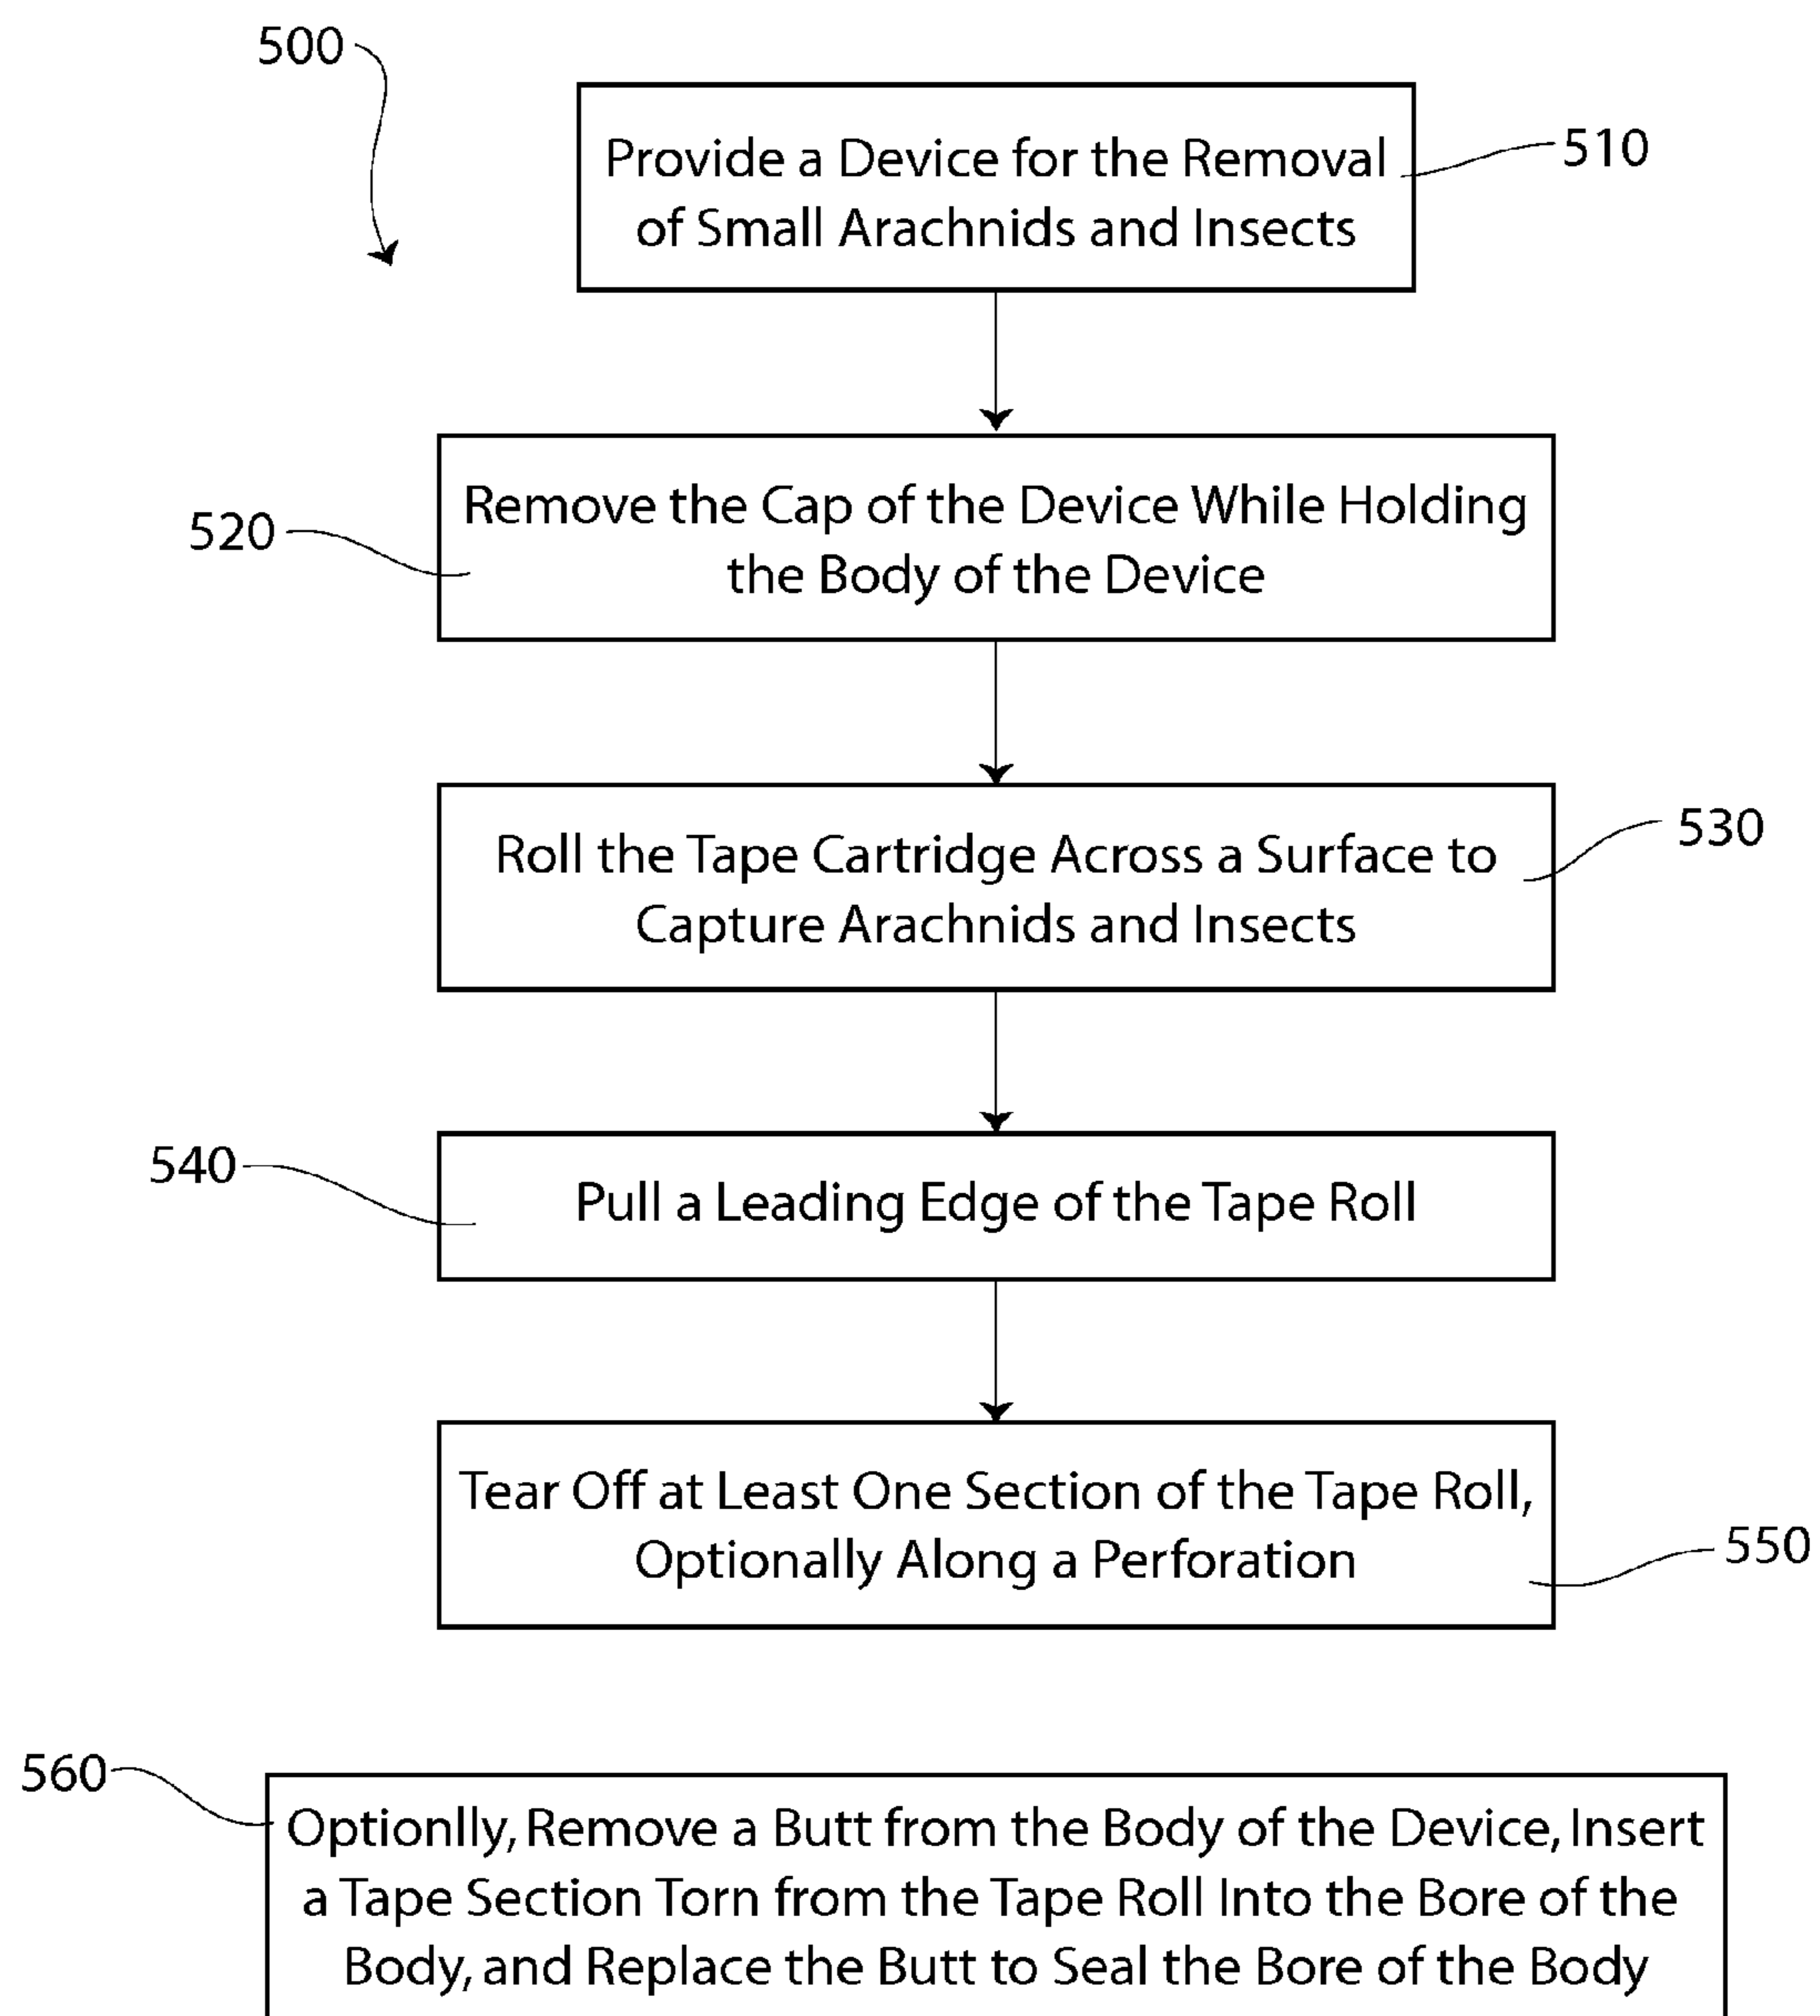 500
Provide a Device for the Removal
of Small Arachnids and Insects
510
Remove the Cap of the Device While Holding
the Body of the Device
520
Roll the Tape Cartridge Across a Surface to
Capture Arachnids and Insects
530
540
Pull a Leading Edge of the Tape Roll
Tear Off at Least One Section of the Tape Roll,
Optionally Along a Perforation
550
560
Optionlly, Remove a Butt from the Body of the Device, Insert
a Tape Section Torn from the Tape Roll Into the Bore of the
Body, and Replace the Butt to Seal the Bore of the Body